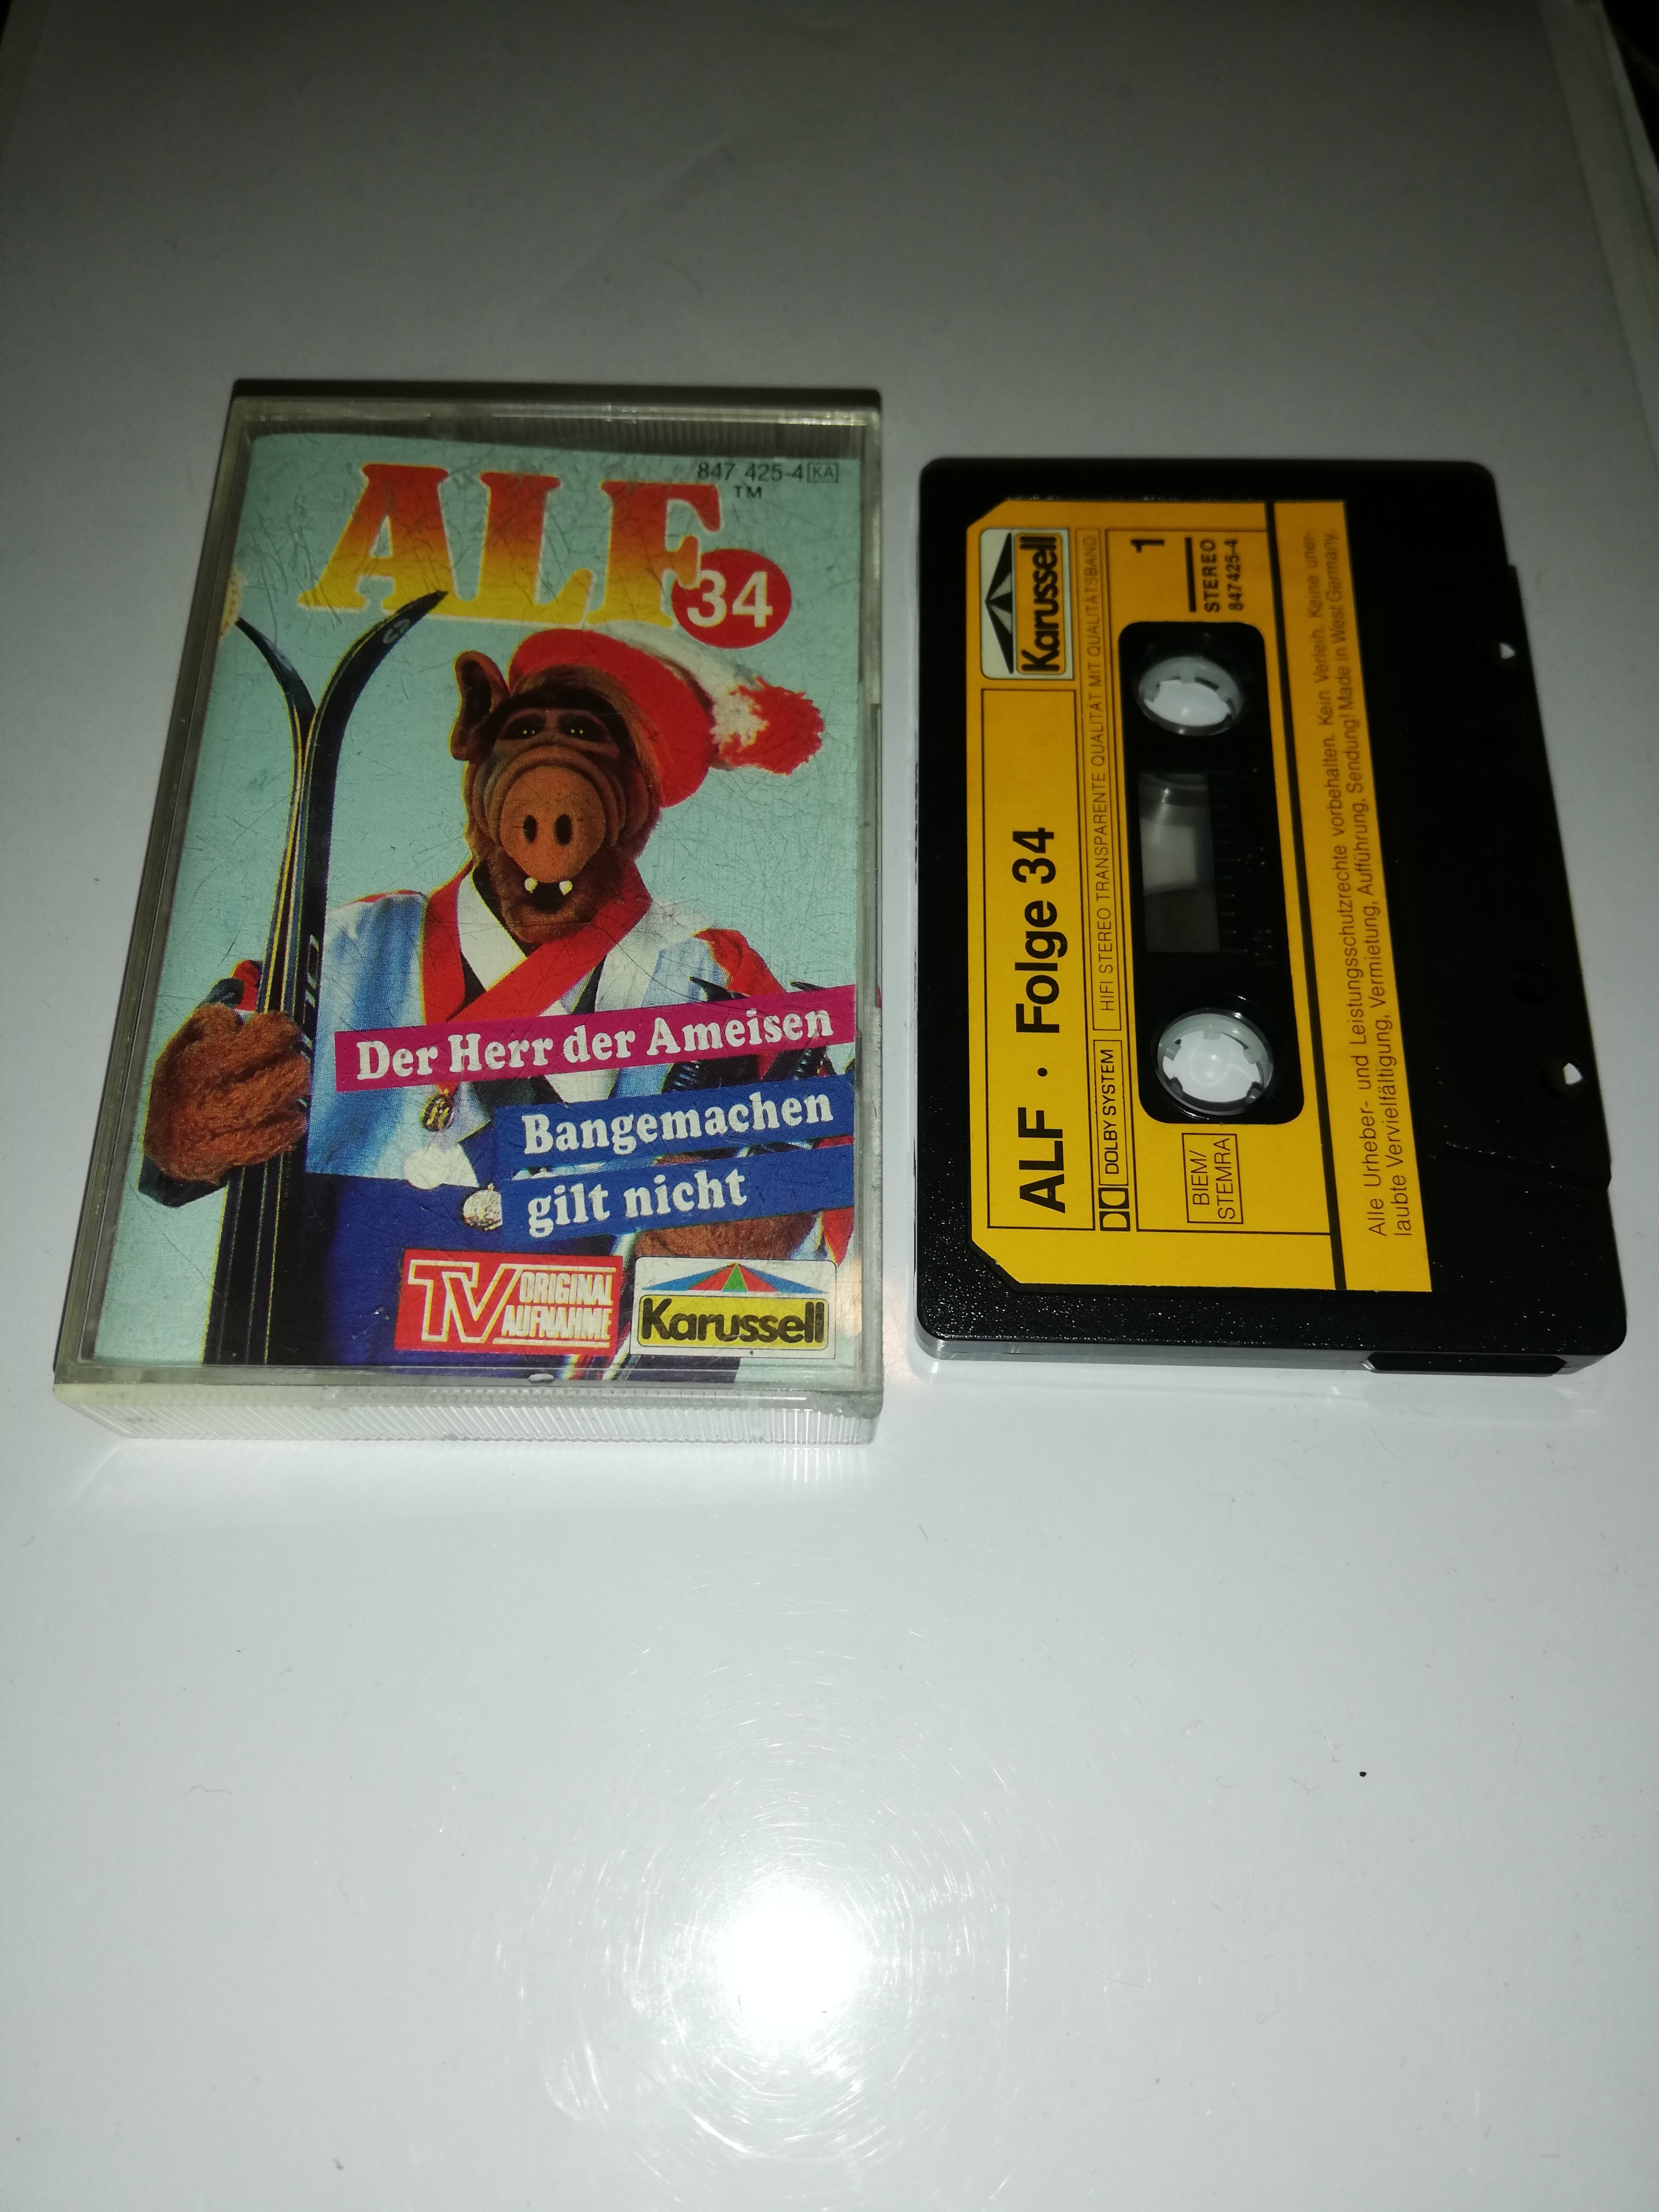 847 425-4 KA
ALF
TM
34
Der Herr der Ameisen
Bangemachen
gilt nicht
TV ORIGINAL
AUFNAHME
Karussell
Karussell
ALF · Folge 34
DOLBY SYSTEM
HIFI STEREO TRANSPARENTE QUALITÄT MIT QUALITÄTSBAND
1
STEREO
847425-4
BIEM/
STEMRA
Alle Urheber- und Leistungsschutzrechte vorbehalten. Kein Verleih. Keine uner-
laubte Vervielfältigung, Vermietung, Aufführung, Sendung! Made in West Germany.